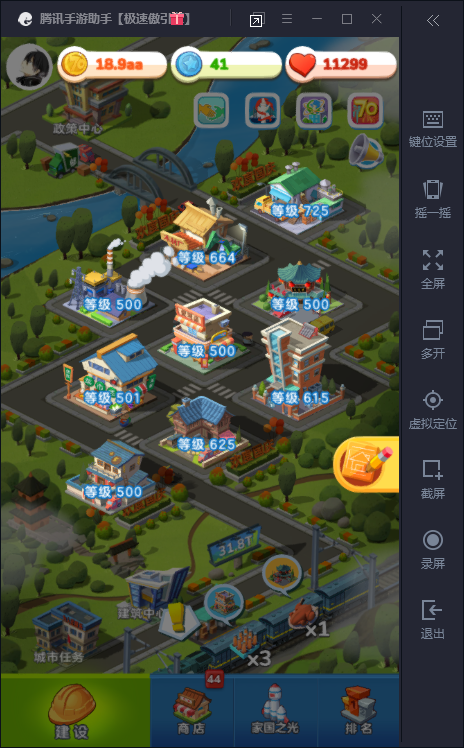 腾讯手游助手【极速傲引擎】
18.9aa
41
11299
政策中心
70
键位设置
摇一摇
全屏
多开
虚拟定位
截屏
录屏
退出
等级 725
等级 664
等级 500
等级 500
等级 500
等级 501
等级 615
等级 625
等级 500
31.8T
建筑中心
x1
x3
城市任务
44
建设
商店
家国之光
排名